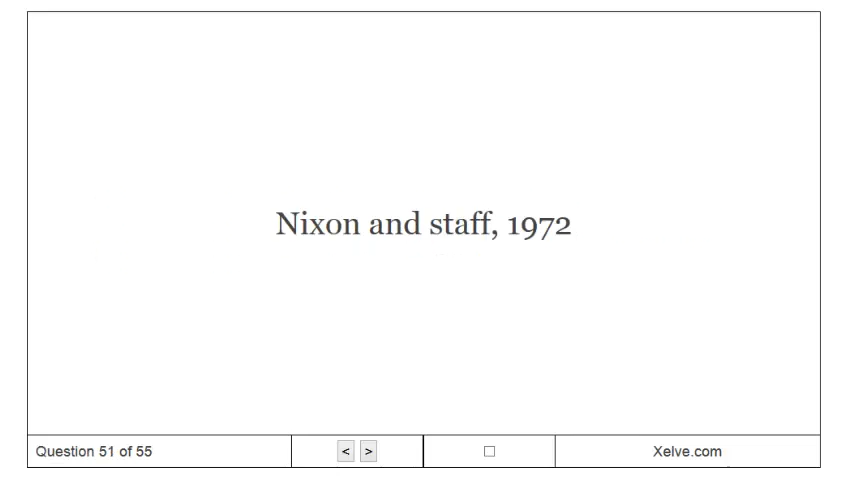 Nixon and staff, 1972
Question 51 of 55
< >
Xelve.com